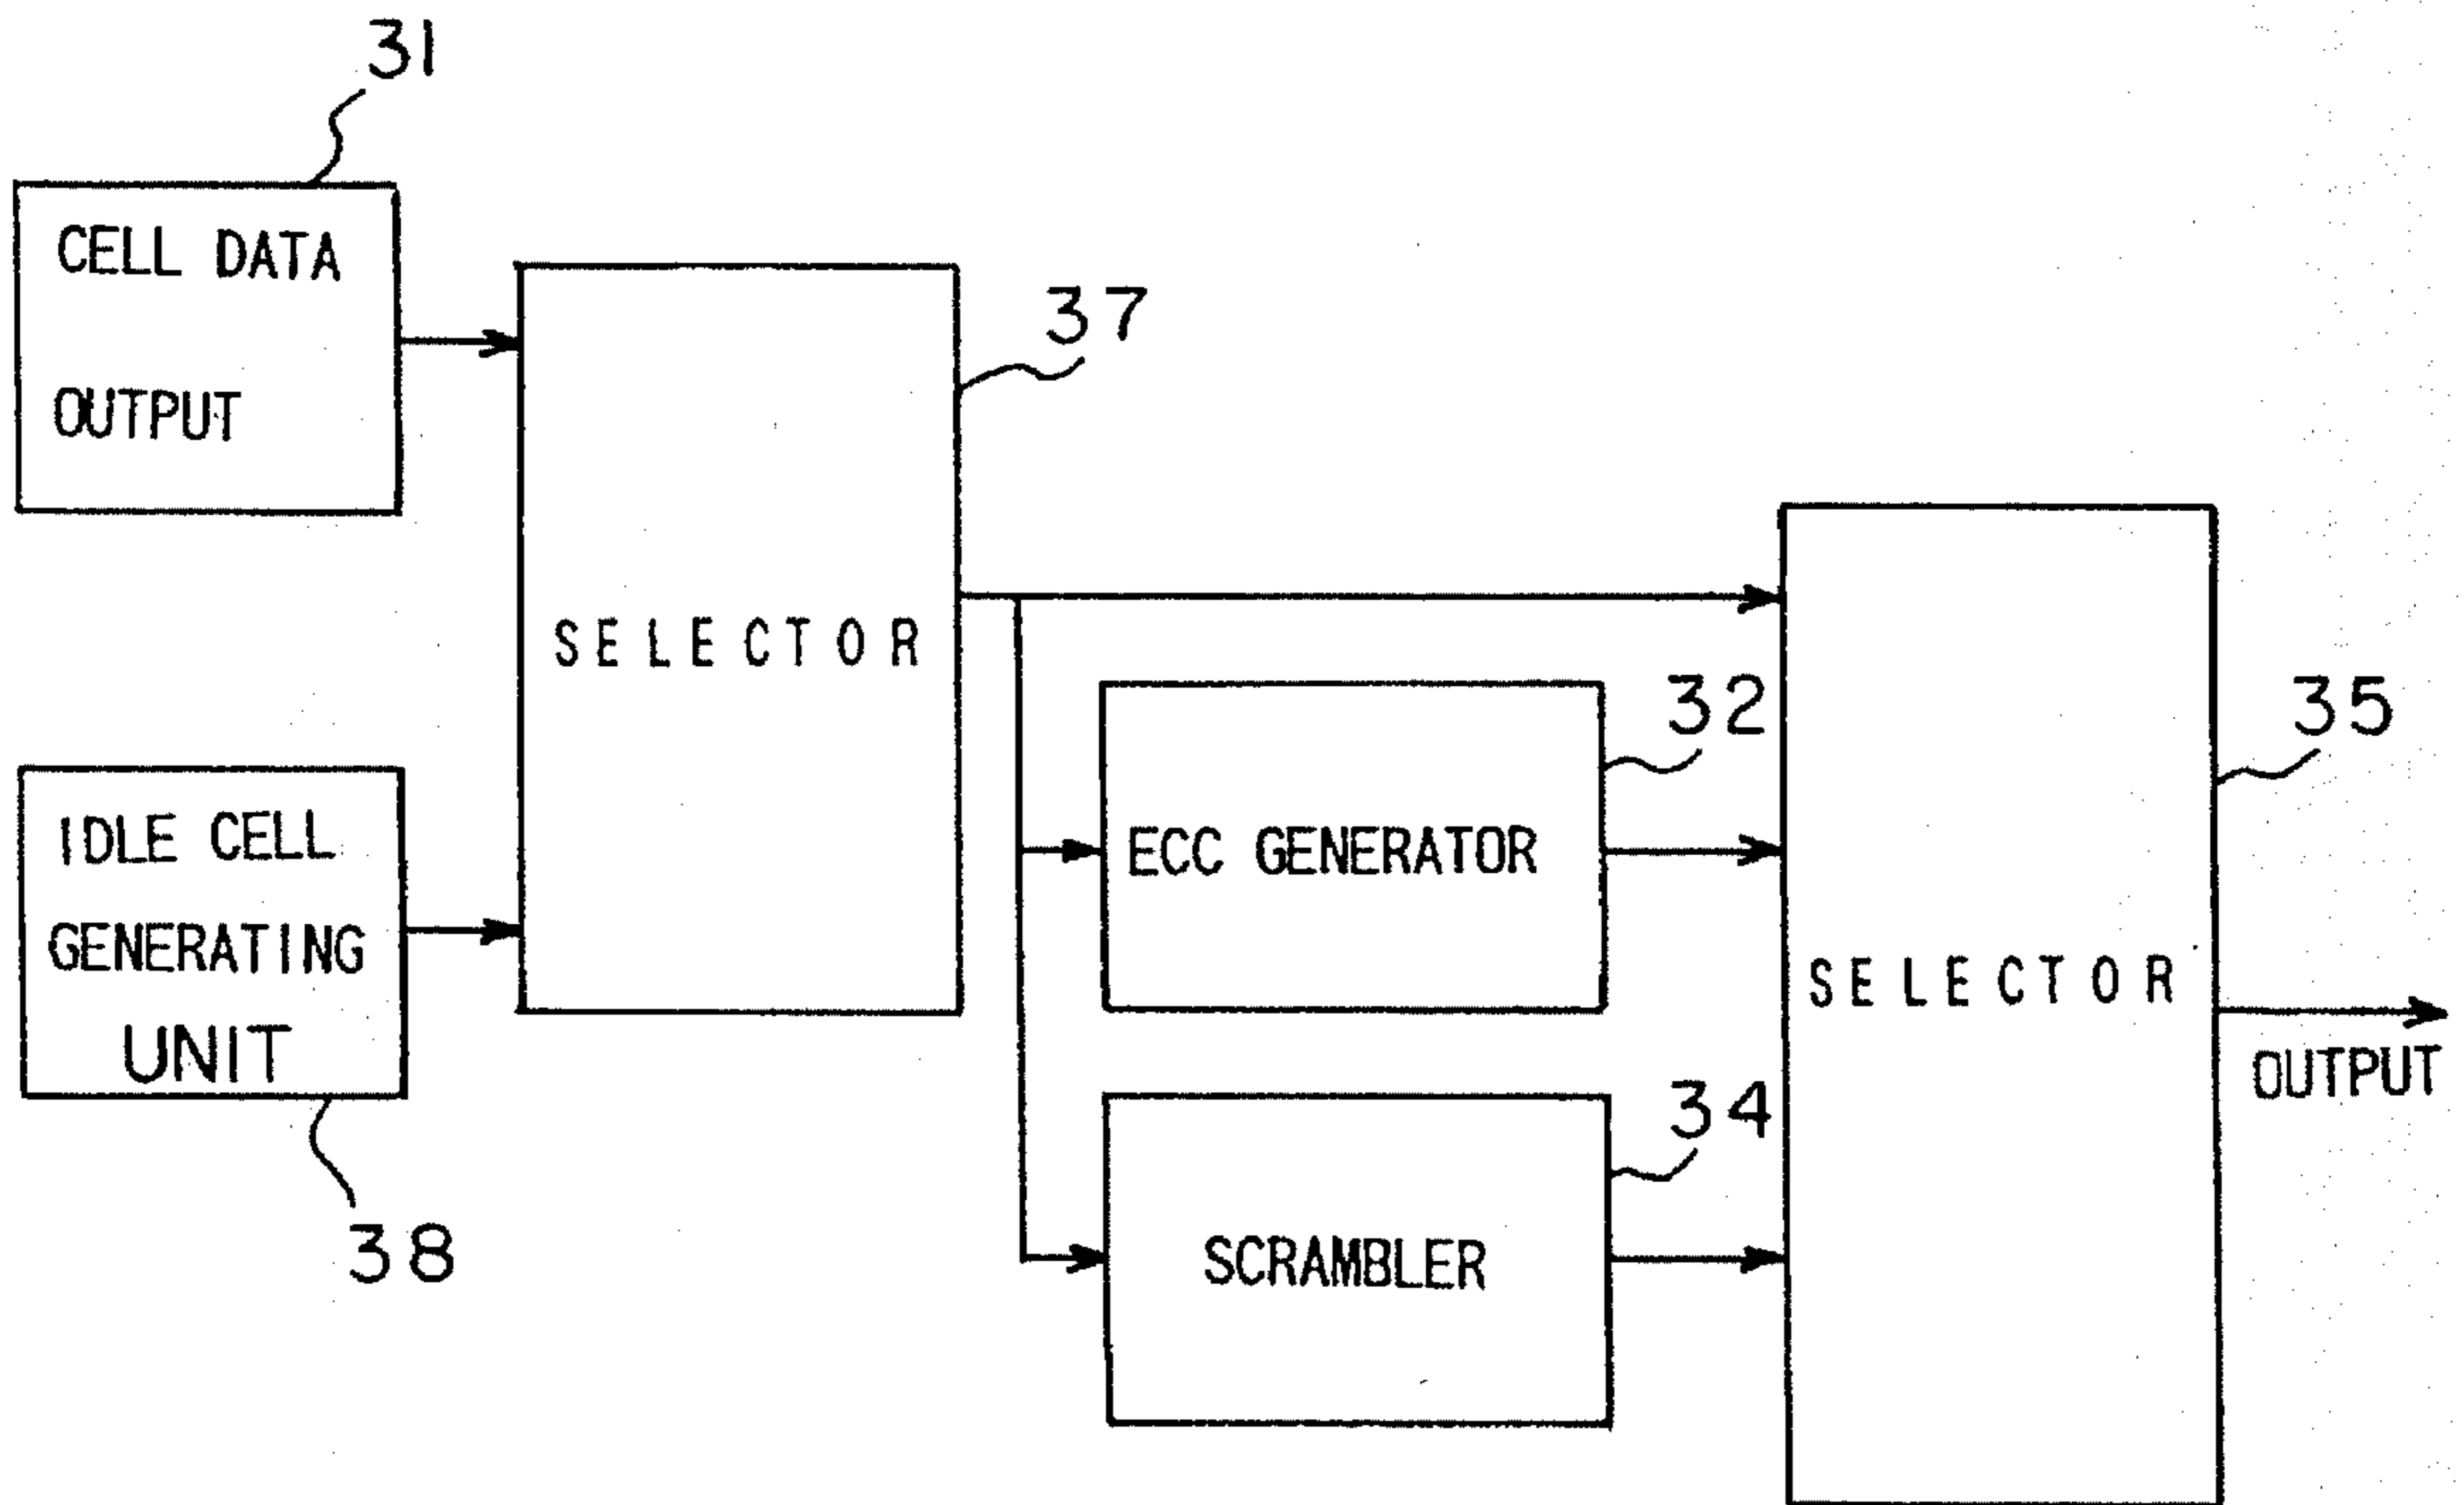 31
CELL DATA
OUTPUT
37
SELECTOR
32
35
IDLE CELL
GENERATING
UNIT
ECC GENERATOR
SELECTOR
OUTPUT
34
38
SCRAMBLER